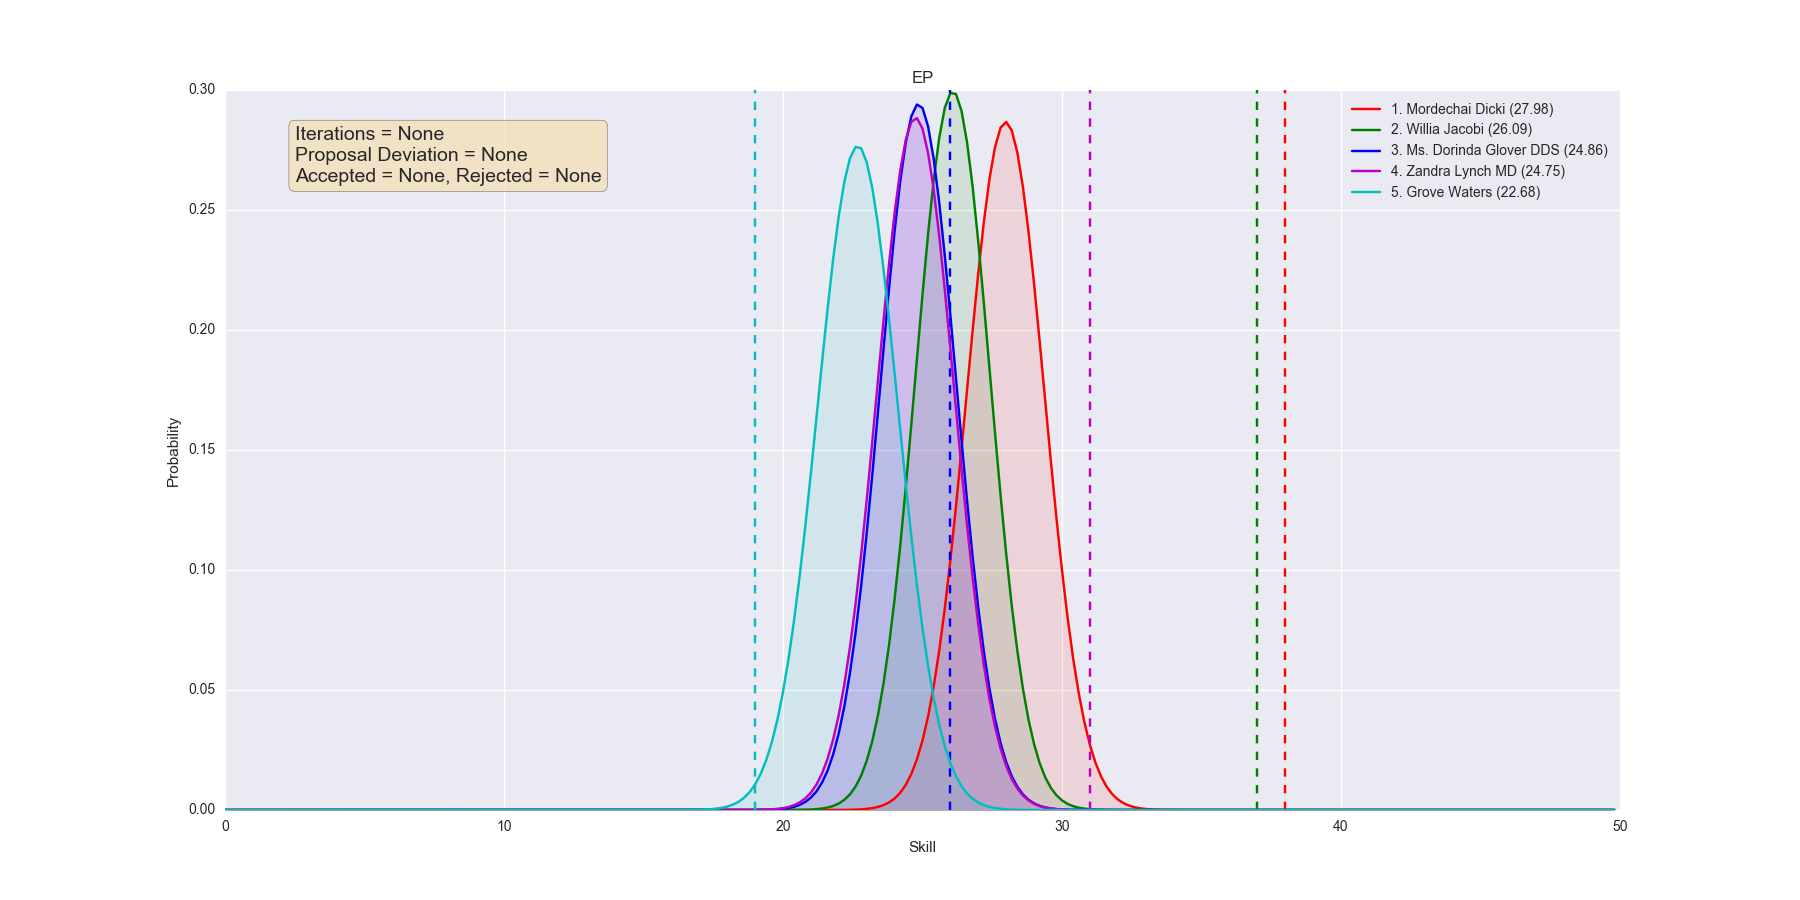 EP
Iterations = None
Proposal Deviation = None
Accepted = None, Rejected = None
1. Mordechai Dicki (27.98)
2. Willia Jacobi (26.09)
3. Ms. Dorinda Glover DDS (24.86)
4. Zandra Lynch MD (24.75)
5. Grove Waters (22.68)
Probability
0.30
0.25
0.20
0.15
0.10
0.05
0.00
0 10 20 30 40 50
Skill